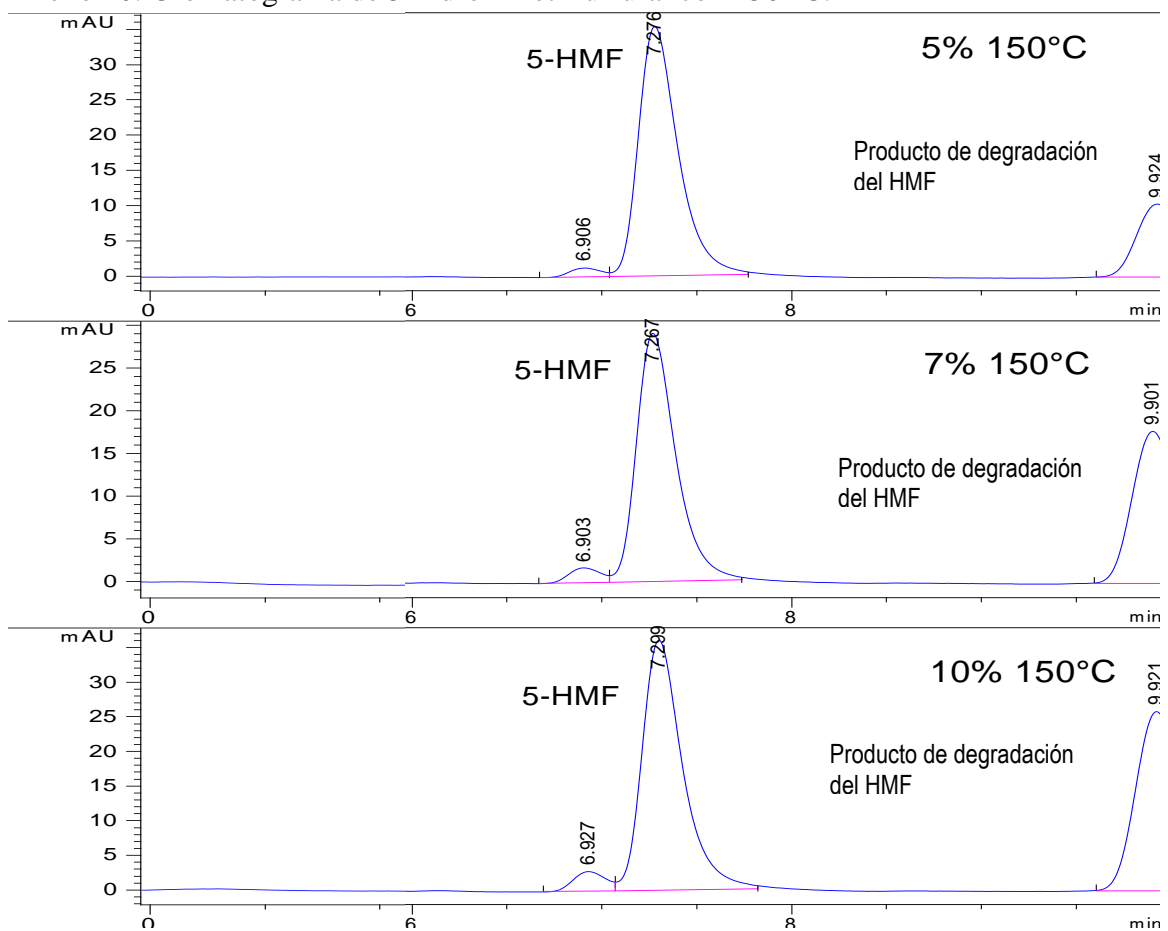 mAU
7.276
5-HMF
5% 150°C
30
25
Producto de degradación
del HMF
20
15
9.924
10
6.906
5
0
0
6
8
min
mAU
7.267
5-HMF
7% 150°C
25
20
9.901
Producto de degradación
del HMF
15
10
6.903
5
0
0
6
8
min
mAU
7.299
5-HMF
10% 150°C
30
9.921
25
Producto de degradación
del HMF
20
15
10
6.927
5
0
0
6
8
min